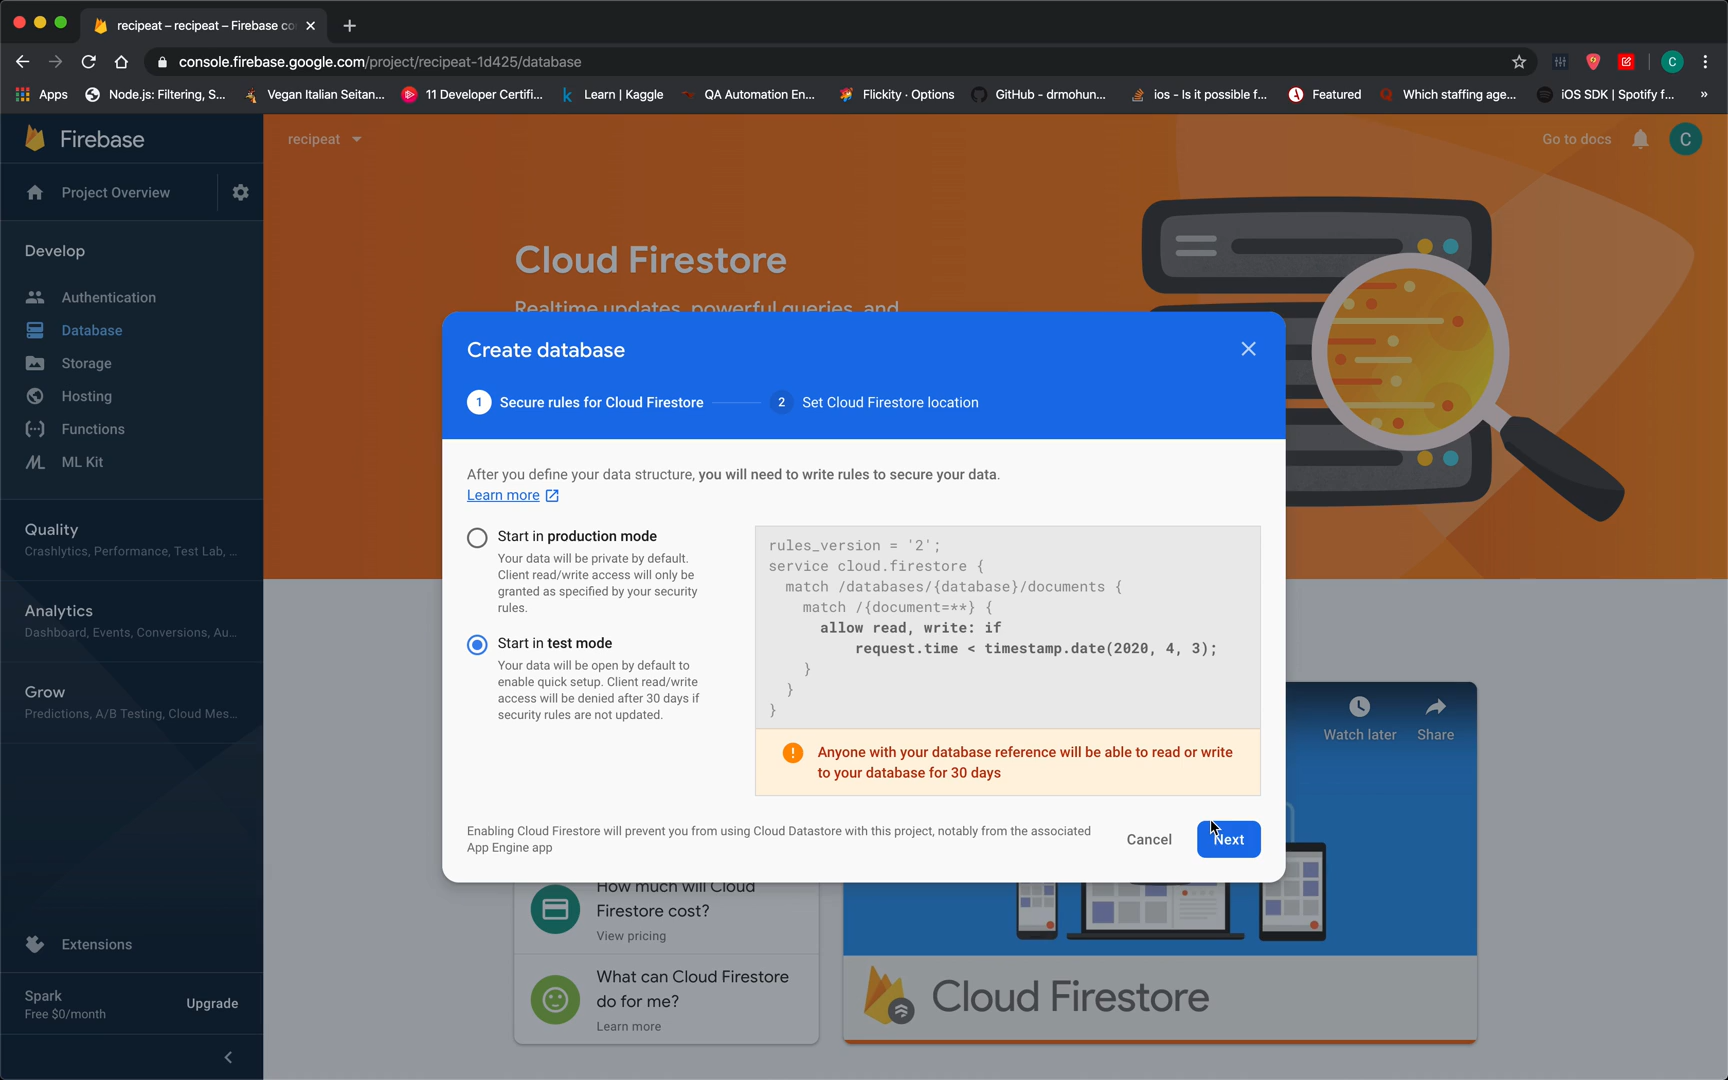 recipeat – recipeat – Firebase co
console.firebase.google.com/project/recipeat-1d425/database
C
Apps
Node.js: Filtering, S...
Vegan Italian Seitan...
11 Developer Certifi...
Learn | Kaggle
QA Automation En...
Flickity · Options
GitHub - drmohun...
ios - Is it possible f...
Featured
Which staffing age...
iOS SDK | Spotify f...
»
Firebase
recipeat
Go to docs
C
Project Overview
Develop
Authentication
Database
Storage
Hosting
Functions
ML Kit
Quality
Crashlytics, Performance, Test Lab, ...
Analytics
Dashboard, Events, Conversions, Au...
Grow
Predictions, A/B Testing, Cloud Mes...
Extensions
Spark
Free $0/month
Upgrade
Cloud Firestore
Realtime updates, powerful queries, and
Create database
1 Secure rules for Cloud Firestore
2 Set Cloud Firestore location
After you define your data structure, you will need to write rules to secure your data.
Learn more
Start in production mode
Your data will be private by default.
Client read/write access will only be
granted as specified by your security
rules.
Start in test mode
Your data will be open by default to
enable quick setup. Client read/write
access will be denied after 30 days if
security rules are not updated.
rules_version = '2';
service cloud.firestore {
match /databases/{database}/documents {
match /{document=**} {
allow read, write: if
request.time < timestamp.date(2020, 4, 3);
}
}
}
Anyone with your database reference will be able to read or write
to your database for 30 days
Enabling Cloud Firestore will prevent you from using Cloud Datastore with this project, notably from the associated
App Engine app
Cancel
Next
Watch later
Share
How much will Cloud
Firestore cost?
View pricing
What can Cloud Firestore
do for me?
Learn more
Cloud Firestore